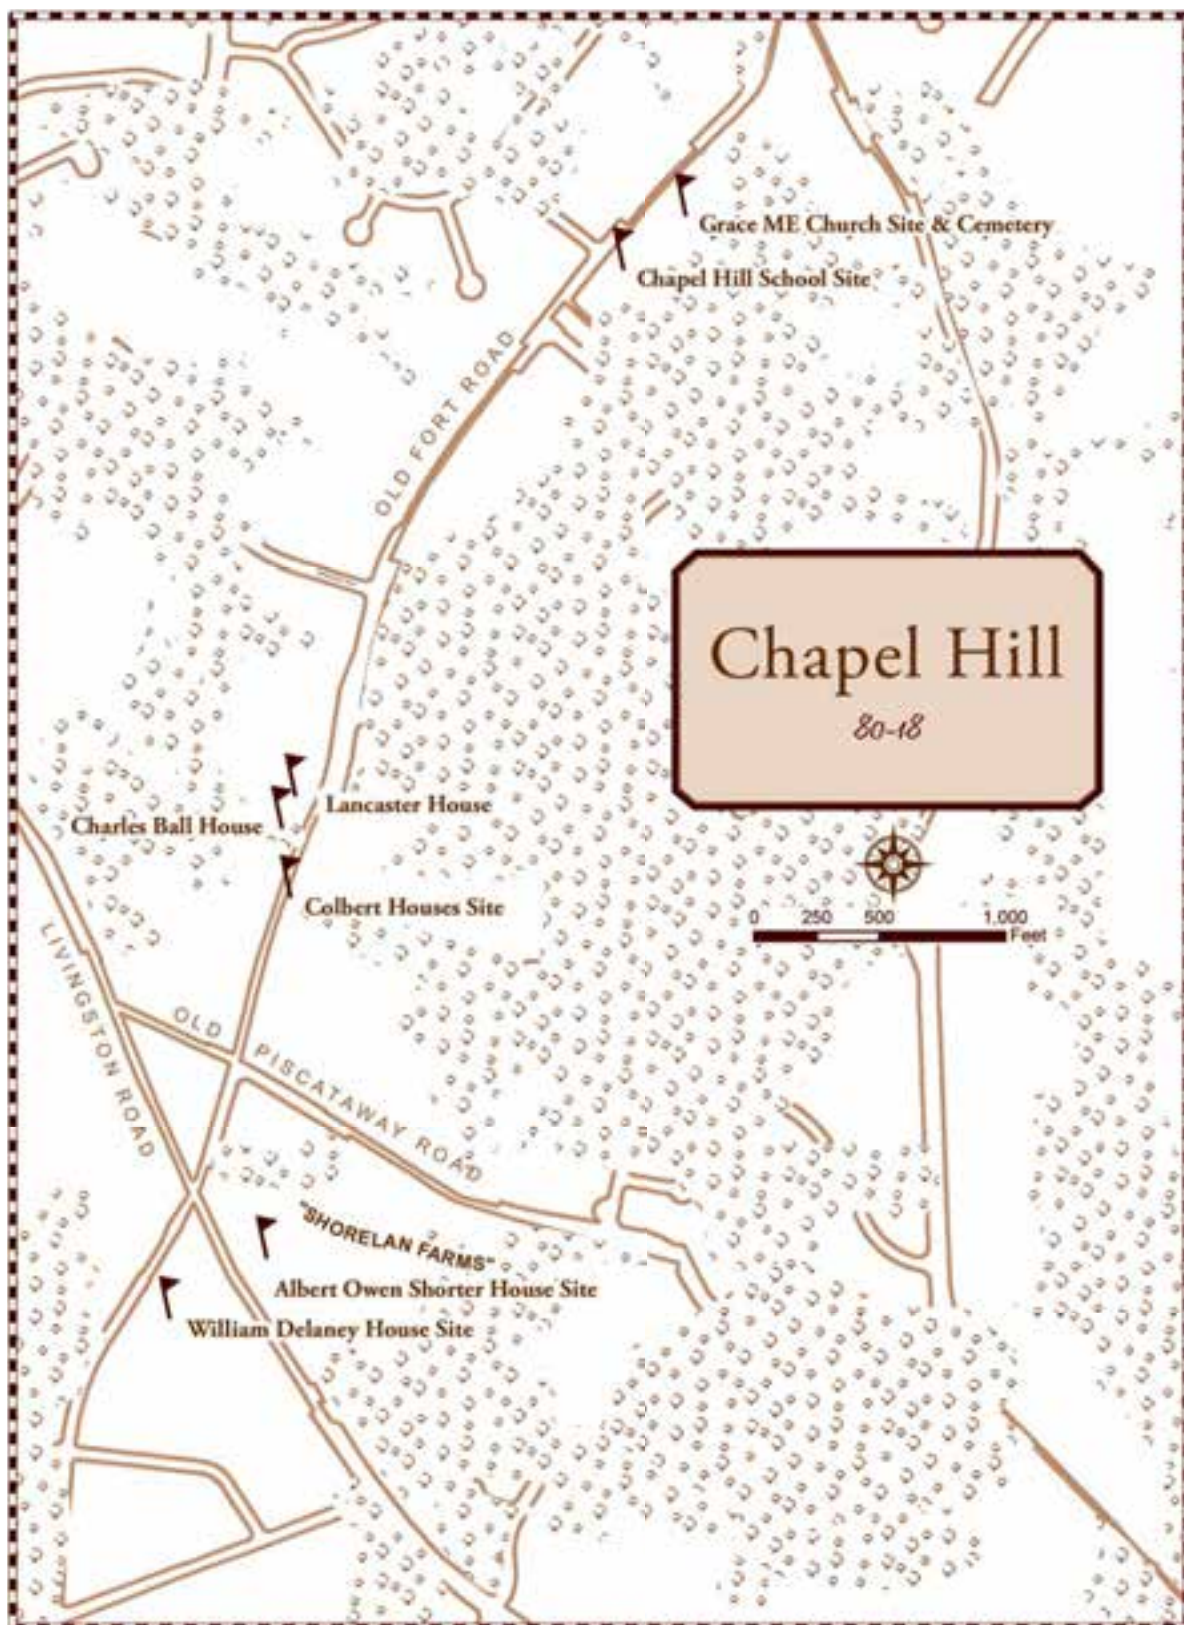 Grace ME Church Site & Cemetery
Chapel Hill School Site
OLD FORT ROAD
Chapel Hill
80-18
Lancaster House
Charles Ball House
Colbert Houses Site
0 250 500 1,000
Feet
LIVINGSTON ROAD
OLD PISCATAWAY ROAD
"SHORELAN FARMS"
Albert Owen Shorter House Site
William Delaney House Site